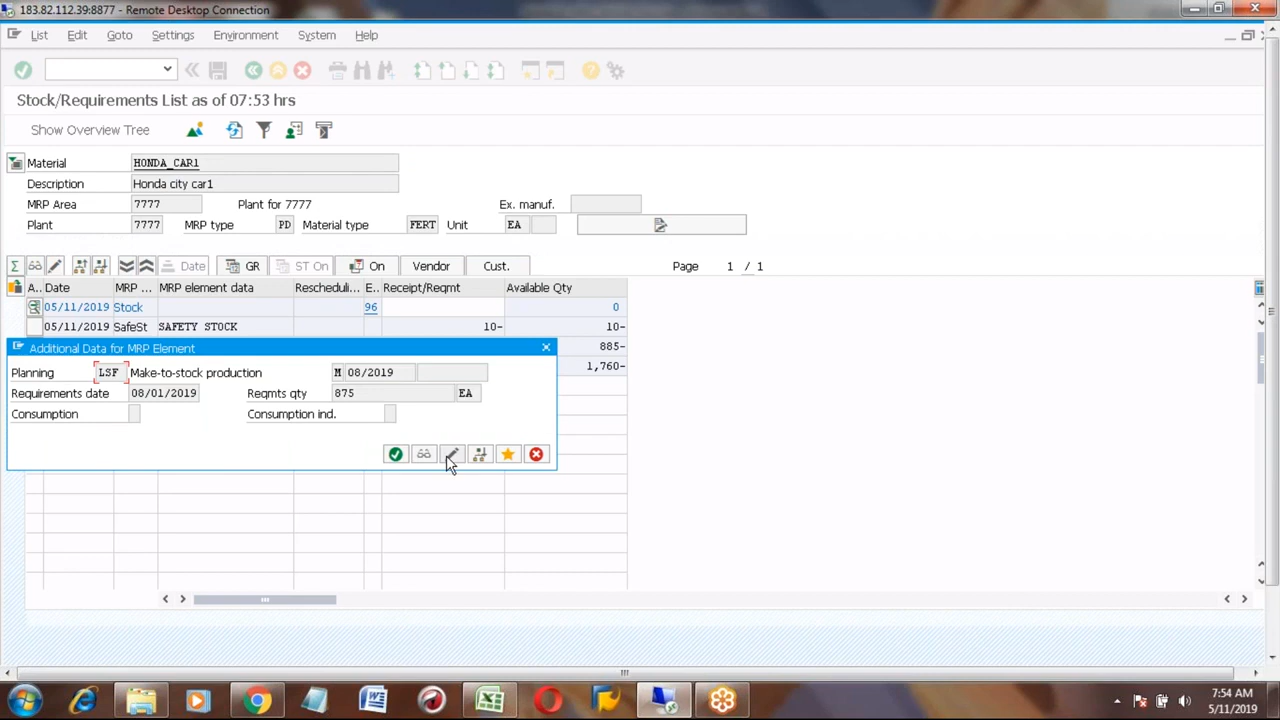 183.82.112.39:8877 - Remote Desktop Connection
List Edit Goto Settings Environment System Help
Stock/Requirements List as of 07:53 hrs
Show Overview Tree
Material HONDA_CAR1
Description Honda city car1
MRP Area 7777 Plant for 7777 Ex. manuf.
Plant 7777 MRP type PD Material type FERT Unit EA
Date GR ST On On Vendor Cust. Page 1 / 1
A.. Date MRP ... MRP element data Rescheduli... E.. Receipt/Reqmt Available Qty
05/11/2019 Stock 96 0
05/11/2019 SafeSt SAFETY STOCK 10- 10-
Additional Data for MRP Element 885-
1,760-
Planning LSF Make-to-stock production M 08/2019
Requirements date 08/01/2019 Reqmts qty 875 EA
Consumption Consumption ind.
7:54 AM
5/11/2019